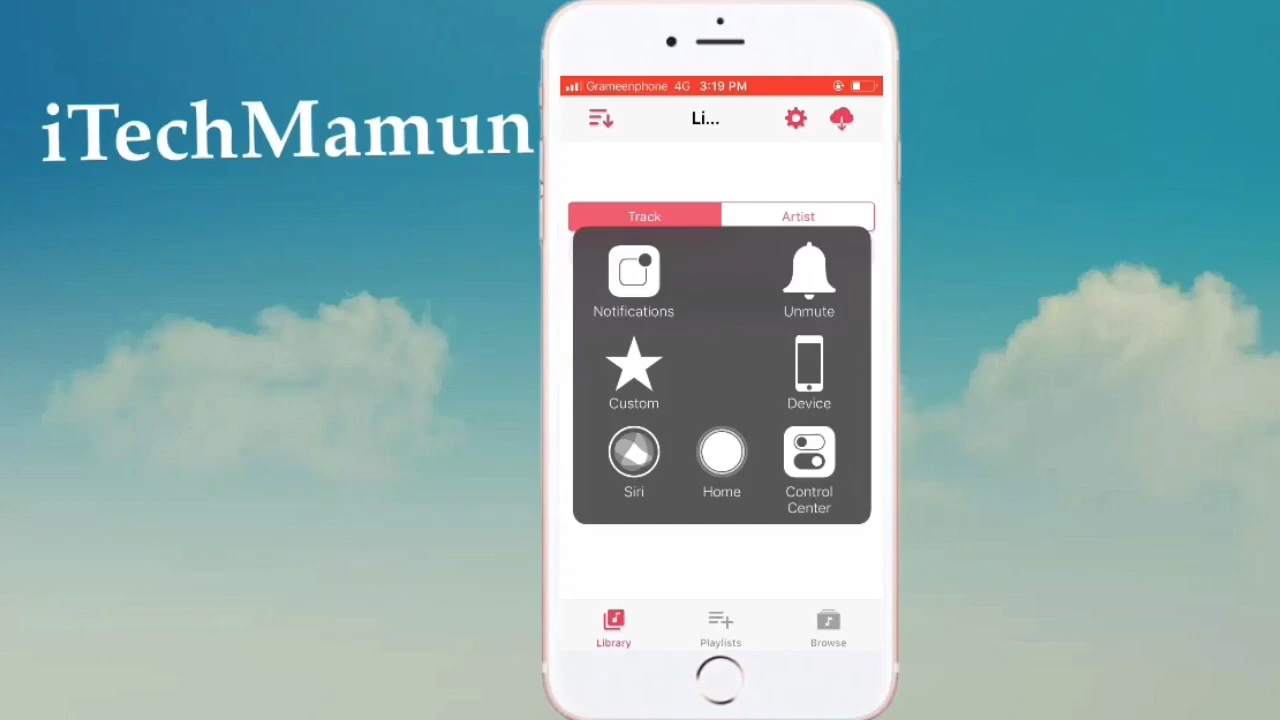 iTechMamun
Grameenphone 4G 3:19 PM
Li...
Track Artist
Notifications Unmute
Custom Device
Siri Home Control
Center
Library Playlists Browse